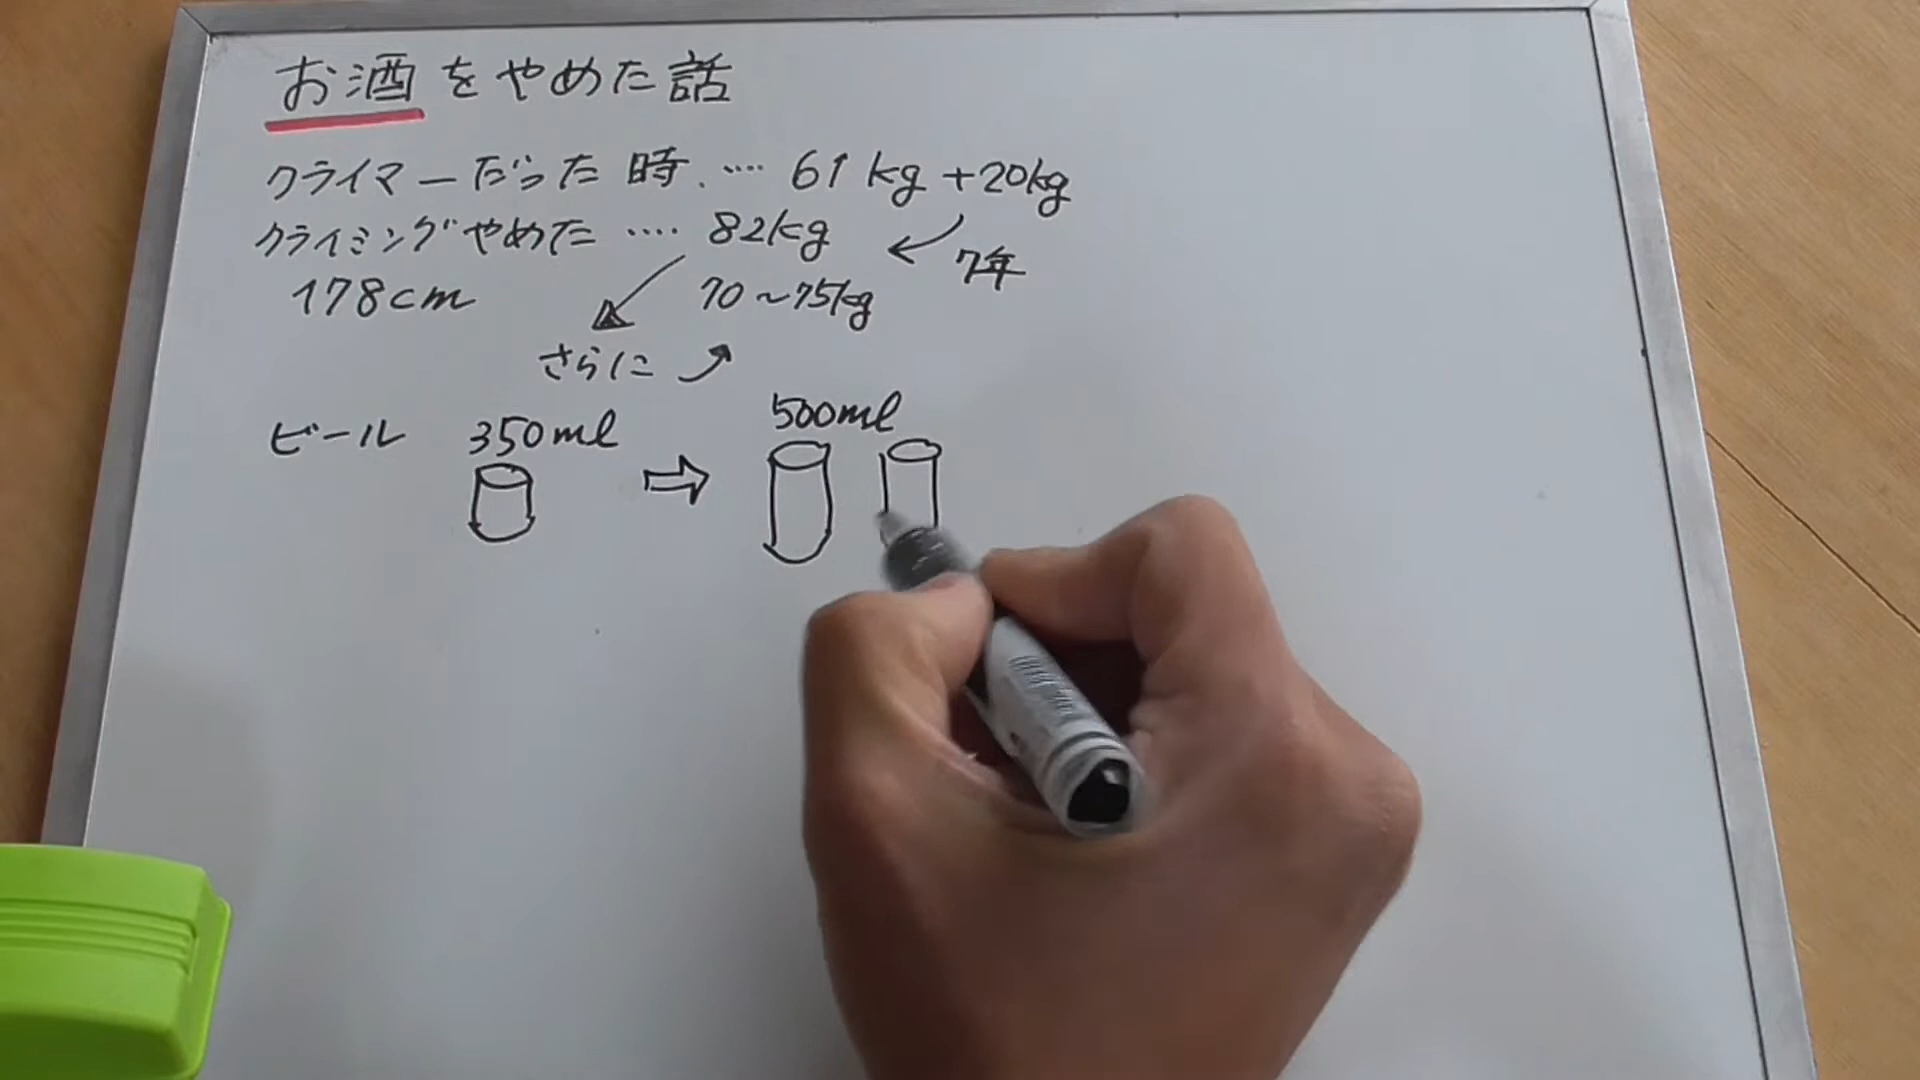 お酒をやめた話
クライマーだった時.‥‥ 61kg +20kg
クライミングやめた ‥‥ 82kg
7年
178cm 70~75kg
さらに
ビール 350ml ⇨ 500ml